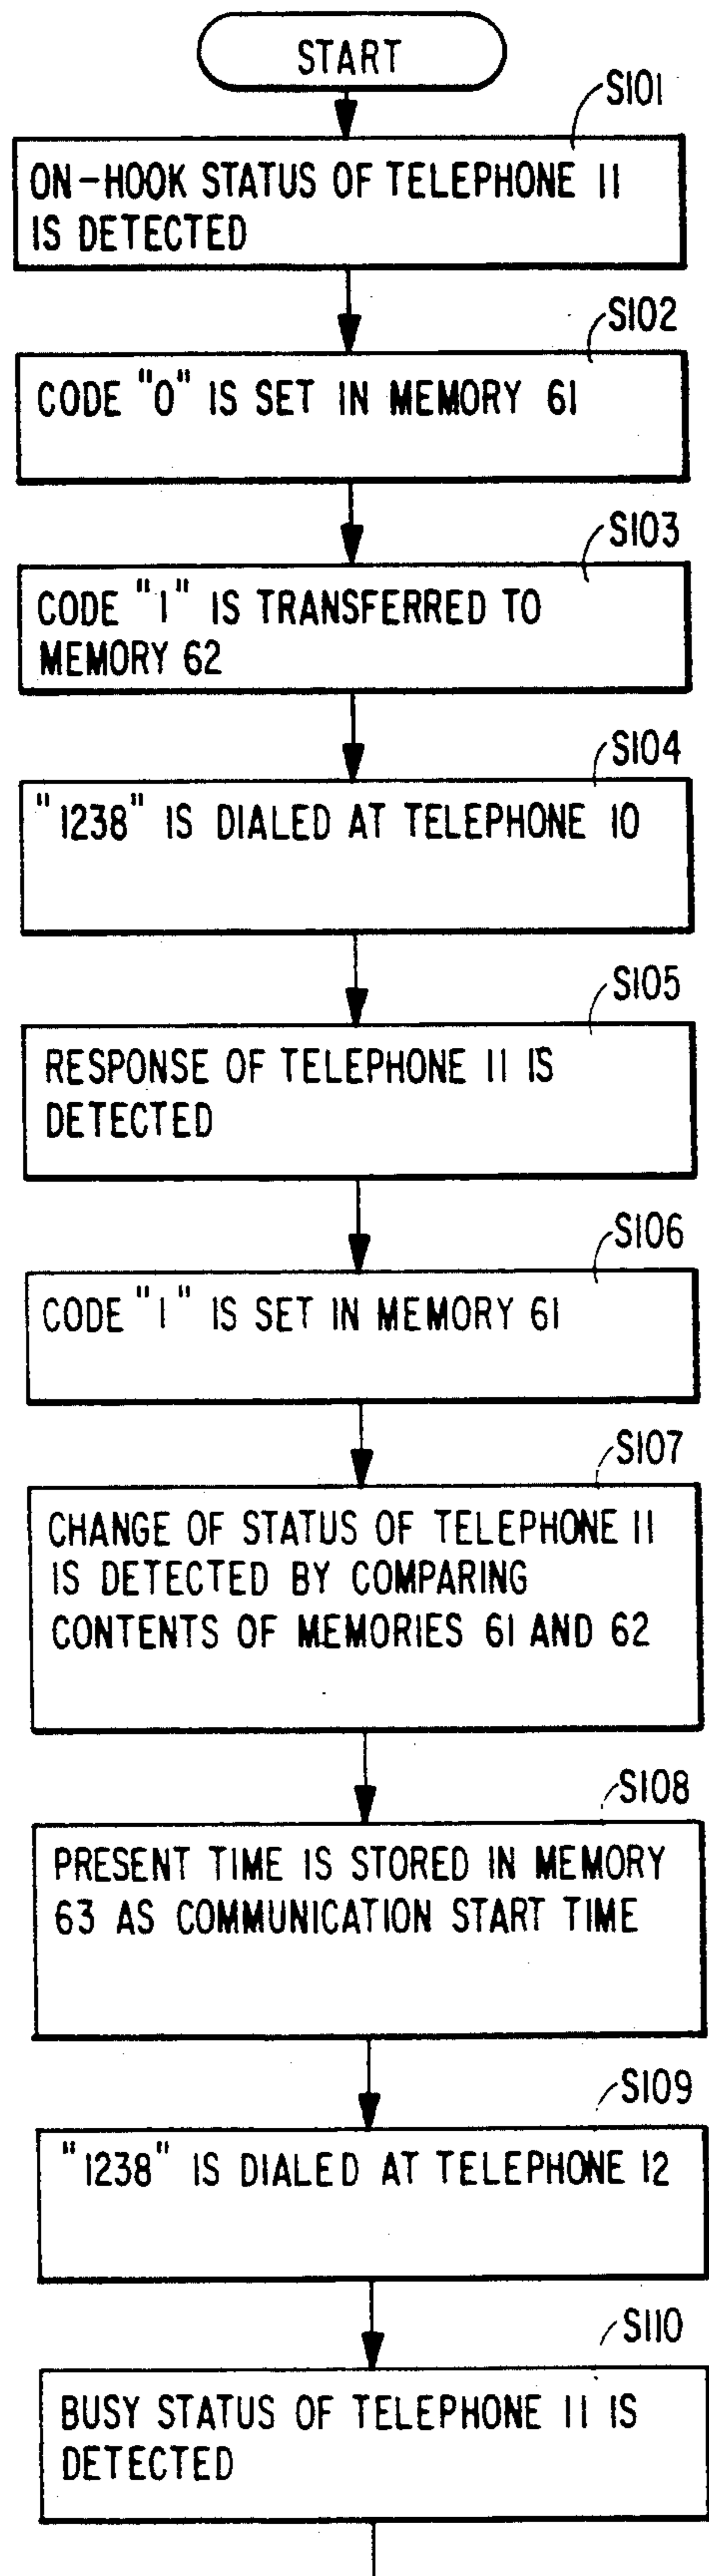 START
S101
ON-HOOK STATUS OF TELEPHONE 11
IS DETECTED
S102
CODE "0" IS SET IN MEMORY 61
S103
CODE "1" IS TRANSFERRED TO
MEMORY 62
S104
"1238" IS DIALED AT TELEPHONE 10
S105
RESPONSE OF TELEPHONE 11 IS
DETECTED
S106
CODE "1" IS SET IN MEMORY 61
S107
CHANGE OF STATUS OF TELEPHONE 11
IS DETECTED BY COMPARING
CONTENTS OF MEMORIES 61 AND 62
S108
PRESENT TIME IS STORED IN MEMORY
63 AS COMMUNICATION START TIME
S109
"1238" IS DIALED AT TELEPHONE 12
S110
BUSY STATUS OF TELEPHONE 11 IS
DETECTED